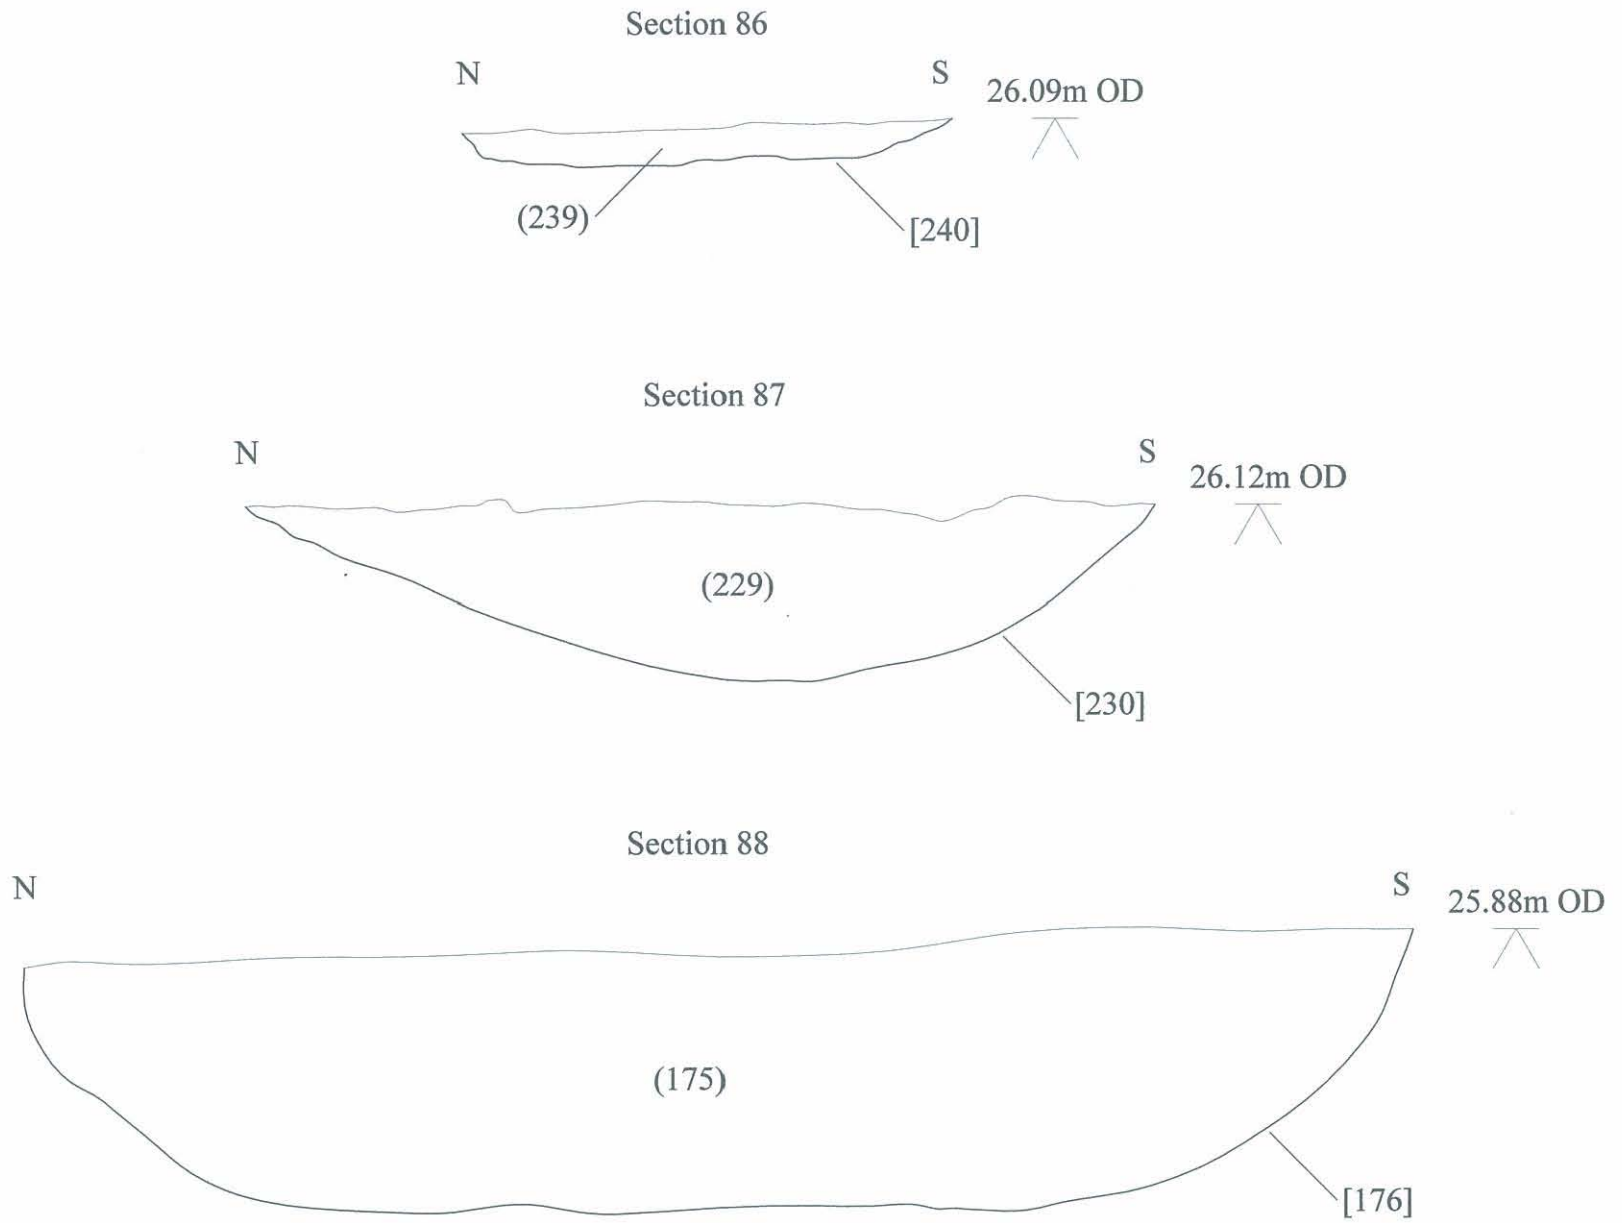 Section 86
N
S
26.09m OD
(239)
[240]
Section 87
N
S
26.12m OD
(229)
[230]
Section 88
N
S
25.88m OD
(175)
[176]